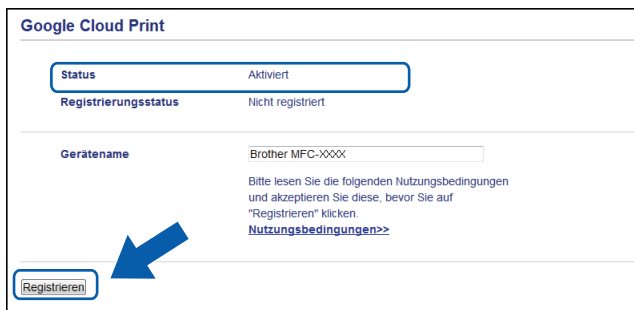 Google Cloud Print
Status Aktiviert
Registrierungsstatus Nicht registriert
Gerätename Brother MFC-XXXX
Bitte lesen Sie die folgenden Nutzungsbedingungen
und akzeptieren Sie diese, bevor Sie auf
"Registrieren" klicken.
Nutzungsbedingungen>>
Registrieren